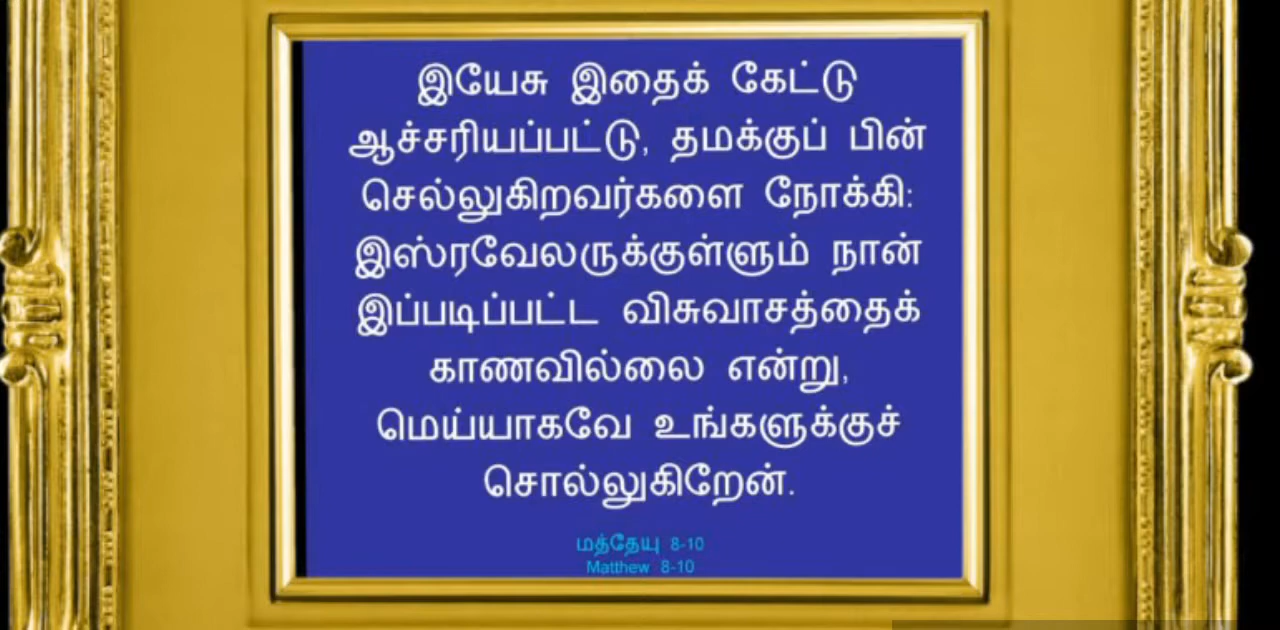 இயேசு இதைக் கேட்டு
ஆச்சரியப்பட்டு, தமக்குப் பின்
செல்லுகிறவர்களை நோக்கி:
இஸ்ரவேலருக்குள்ளும் நான்
இப்படிப்பட்ட விசுவாசத்தைக்
காணவில்லை என்று,
மெய்யாகவே உங்களுக்குச்
சொல்லுகிறேன்.
மத்தேயு 8-10
Matthew 8-10